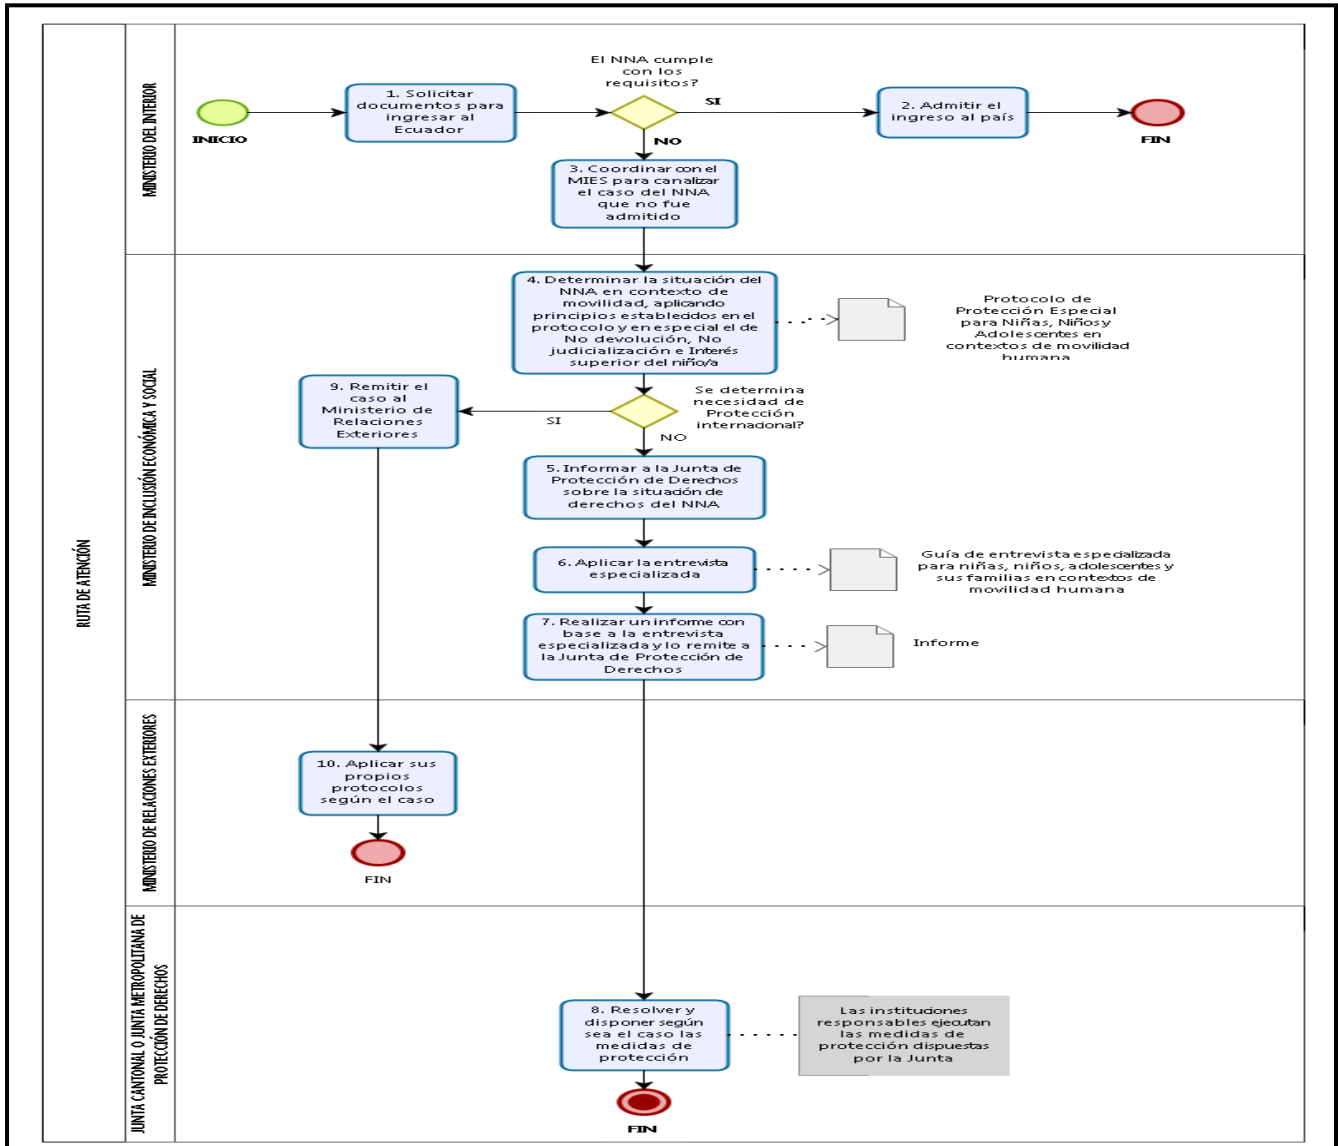 RUTA DE ATENCIÓN
MINISTERIO DEL INTERIOR
INICIO
1. Solicitar
documentos para
ingresar al
Ecuador
El NNA cumple
con los
requisitos?
SI
NO
2. Admitir el
ingreso al país
FIN
3. Coordinar con el
MIES para canalizar
el caso del NNA
que no fue
admitido
MINISTERIO DE INCLUSIÓN ECONÓMICA Y SOCIAL
4. Determinar la situación del
NNA en contexto de
movilidad, aplicando
principios establecidos en el
protocolo y en especial el de
No devolución, No
judicialización e Interés
superior del niño/a
Protocolo de
Protección Especial
para Niñas, Niños y
Adolescentes en
contextos de movilidad
humana
Se determina
necesidad de
Protección
internacional?
SI
NO
9. Remitir el
caso al
Ministerio de
Relaciones
Exteriores
5. Informar a la Junta de
Protección de Derechos
sobre la situación de
derechos del NNA
6. Aplicar la entrevista
especializada
Guía de entrevista especializada
para niñas, niños, adolescentes y
sus familias en contextos de
movilidad humana
7. Realizar un informe con
base a la entrevista
especializada y lo remite a
la Junta de Protección de
Derechos
Informe
MINISTERIO DE RELACIONES EXTERIORES
10. Aplicar sus
propios
protocolos
según el caso
FIN
JUNTA CANTONAL O JUNTA METROPOLITANA DE
PROTECCIÓN DE DERECHOS
8. Resolver y
disponer según
sea el caso las
medidas de
protección
Las instituciones
responsables ejecutan
las medidas de
protección dispuestas
por la Junta
FIN